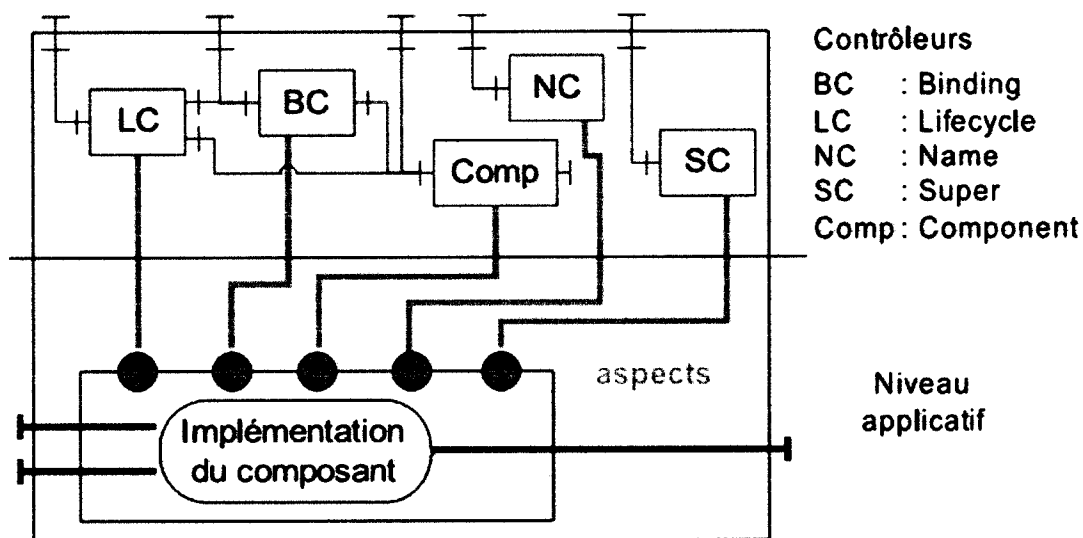 Contrôleurs
BC : Binding
LC : Lifecycle
NC : Name
SC : Super
Comp : Component
NC
BC
LC
SC
Comp
aspects
Niveau
applicatif
Implémentation
du composant